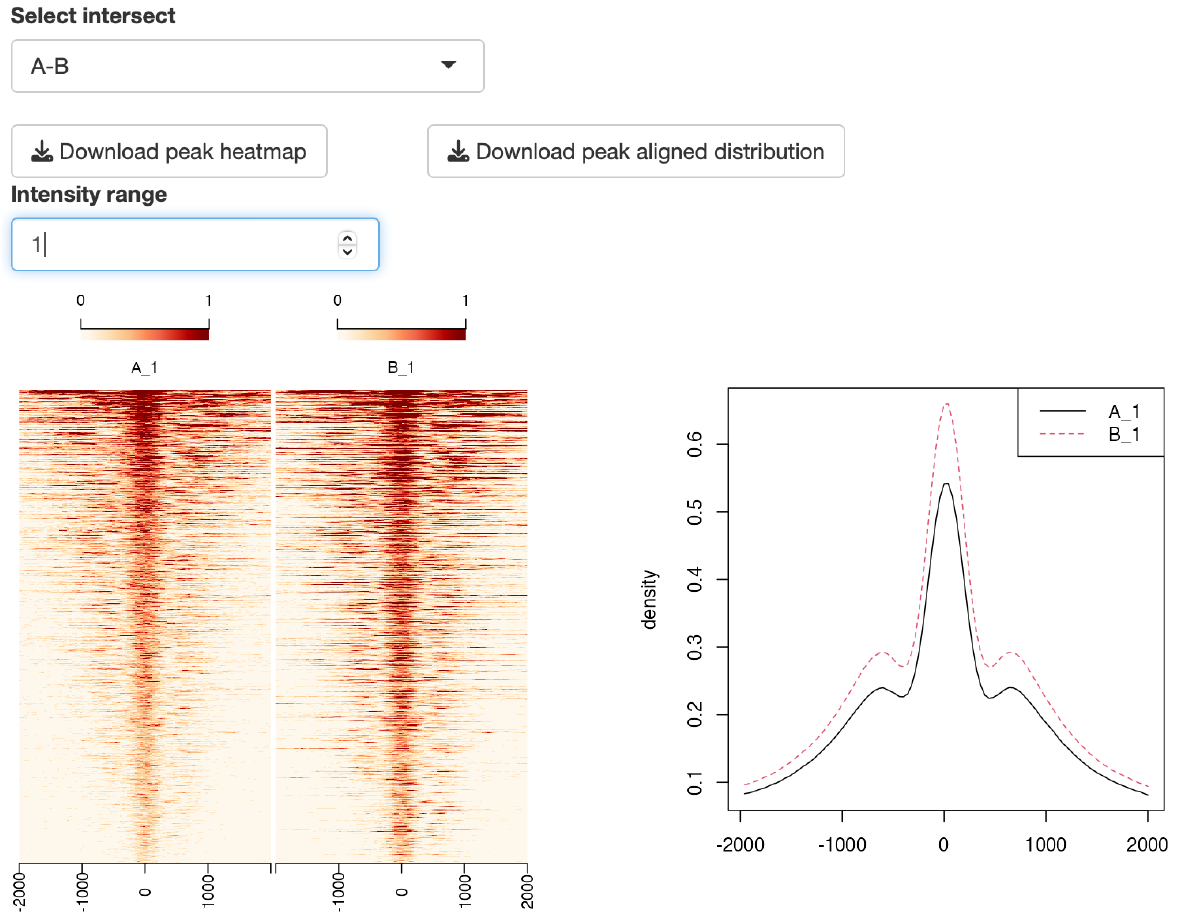 Select intersect
A-B
Download peak heatmap
Download peak aligned distribution
Intensity range
1
0 1 0 1
A_1 B_1
-2000 -1000 0 1000 -1000 0 1000 2000
A_1
B_1
density
0.1 0.2 0.3 0.4 0.5 0.6
-2000 -1000 0 1000 2000